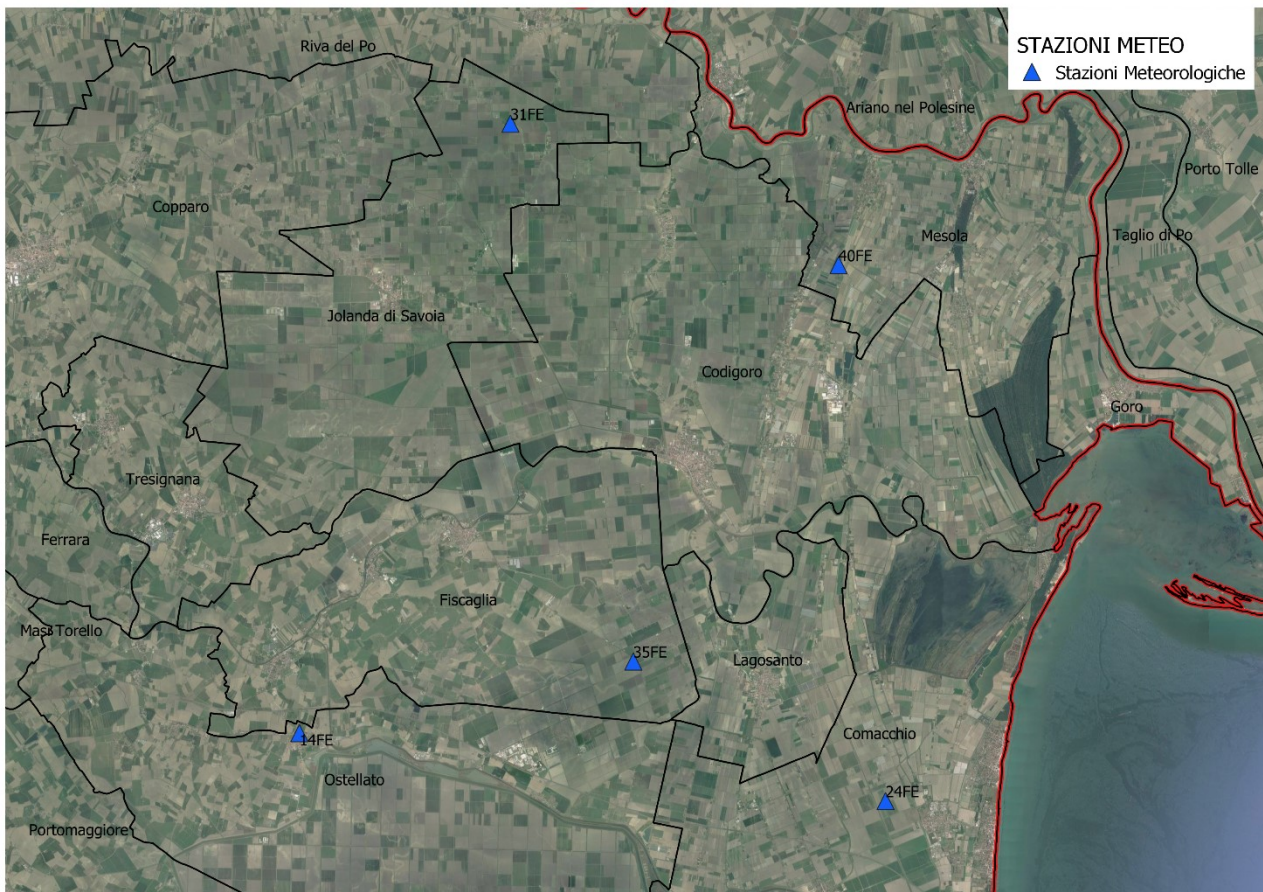 STAZIONI METEO
Stazioni Meteorologiche
Riva del Po
Ariano nel Polesine
31FE
Porto Tolle
Copparo
Taglio di Po
Mesola
40FE
Jolanda di Savoia
Codigoro
Goro
Tresignana
Ferrara
Fiscaglia
Masi Torello
35FE
Lagosanto
14FE
Comacchio
Ostellato
24FE
Portomaggiore